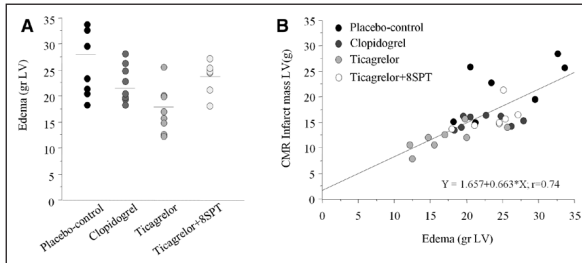 A
Edema (gr LV)
35
30
25
20
15
10
5
0
Placebo-control
Clopidogrel
Ticagrelor
Ticagrelor+8SPT
B
CMR Infarct mass LV(g)
35
30
25
20
15
10
5
0
Placebo-control
Clopidogrel
Ticagrelor
Ticagrelor+8SPT
Y = 1.657+0.663*X; r=0.74
0 5 10 15 20 25 30 35
Edema (gr LV)